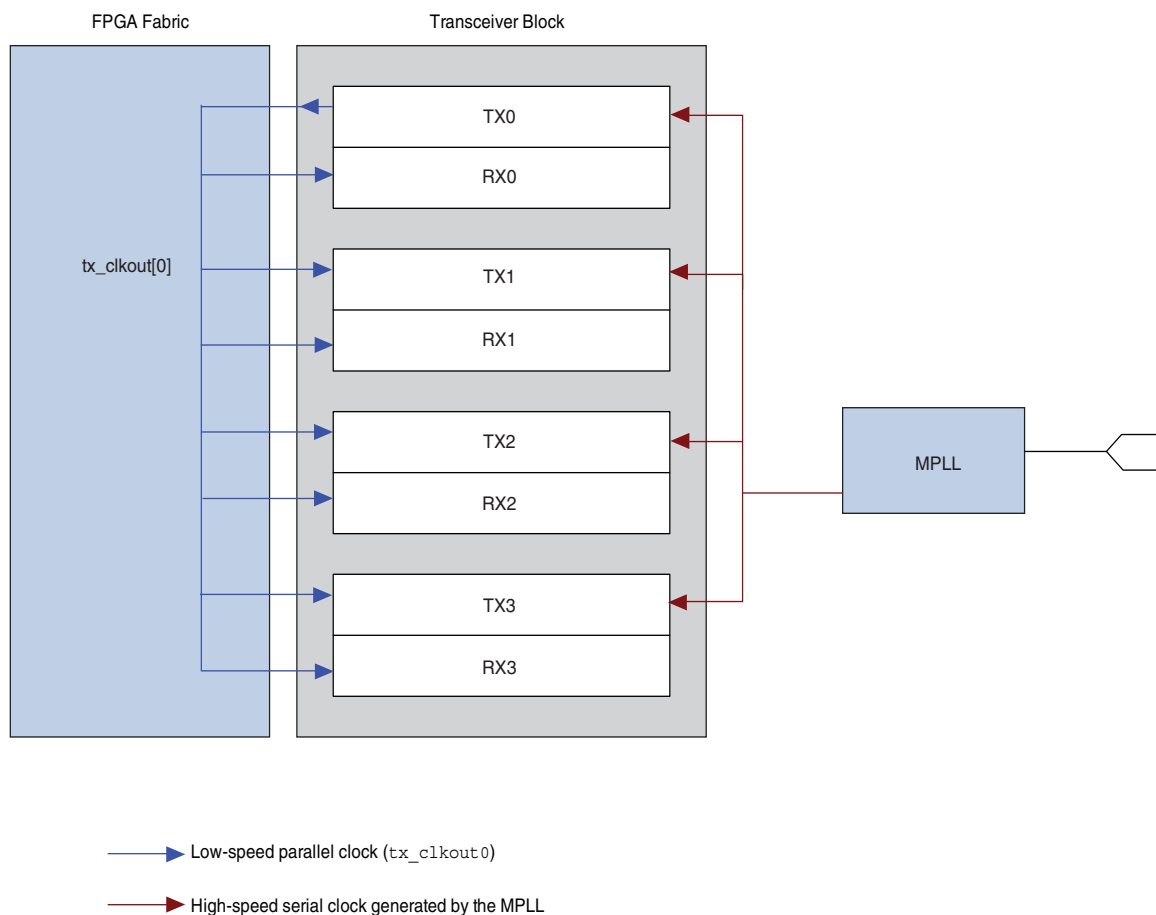 FPGA Fabric
Transceiver Block
TX0
RX0
tx_clkout[0]
TX1
RX1
TX2
RX2
MPLL
TX3
RX3
Low-speed parallel clock (tx_clkout0)
High-speed serial clock generated by the MPLL